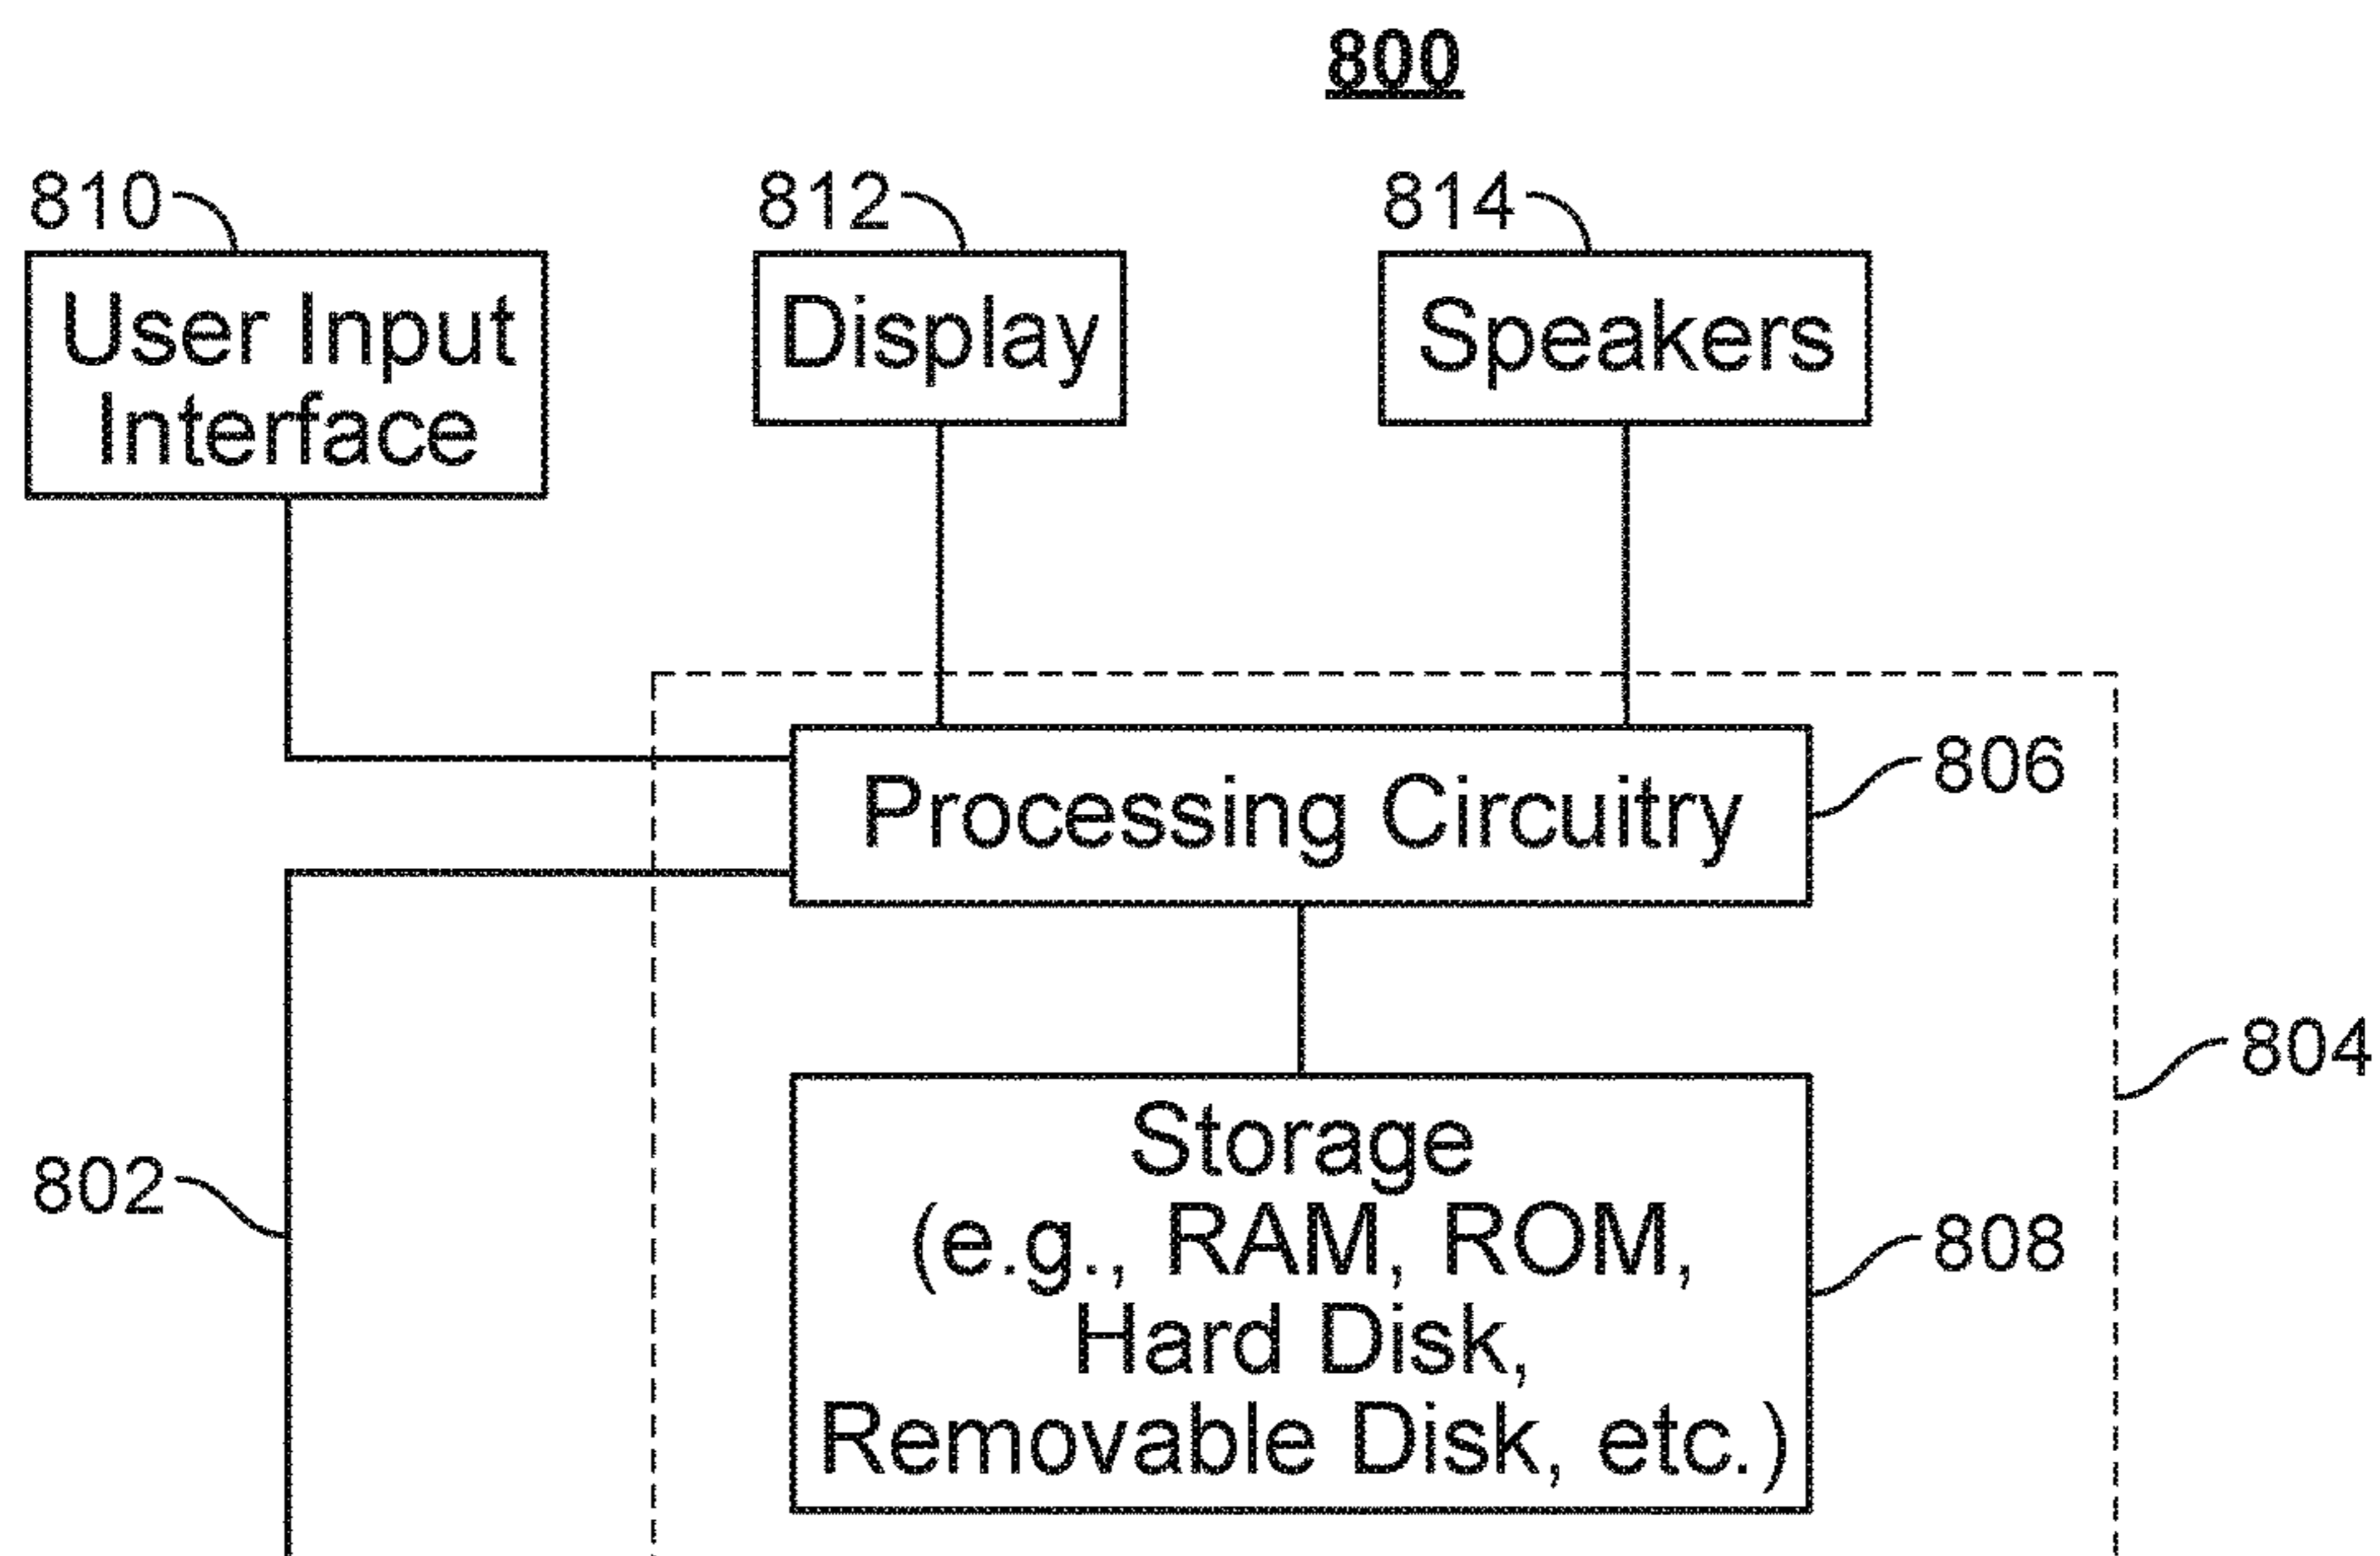 800
810
812
814
User Input
Interface
Display
Speakers
Processing Circuitry
806
804
802
Storage
(e.g., RAM, ROM,
Hard Disk,
Removable Disk, etc.)
808